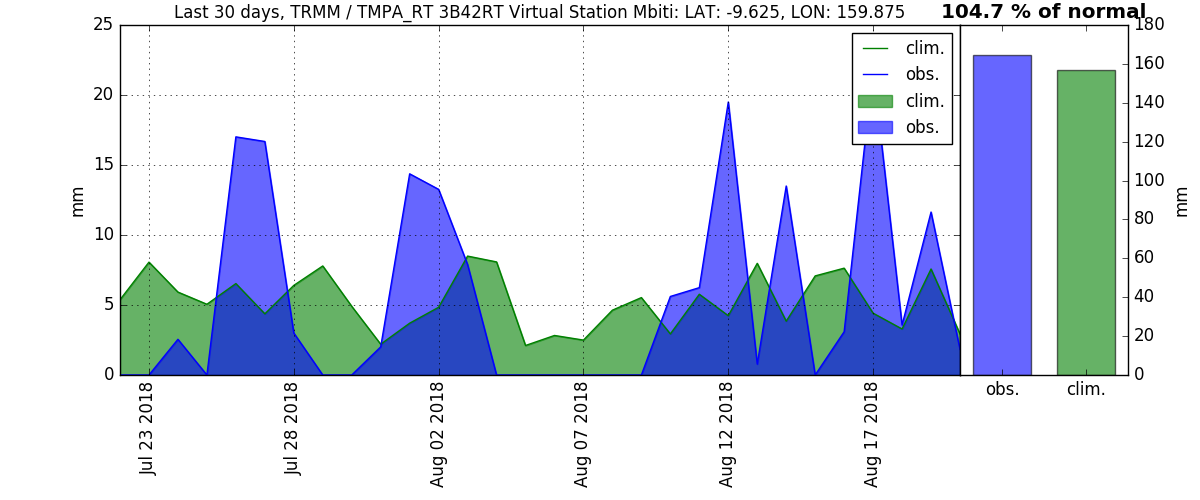 Last 30 days, TRMM / TMPA_RT 3B42RT Virtual Station Mbiti: LAT: -9.625, LON: 159.875
104.7 % of normal
25
20
15
10
5
0
mm
clim.
obs.
clim.
obs.
Jul 23 2018
Jul 28 2018
Aug 02 2018
Aug 07 2018
Aug 12 2018
Aug 17 2018
180
160
140
120
100
80
60
40
20
0
mm
obs.
clim.